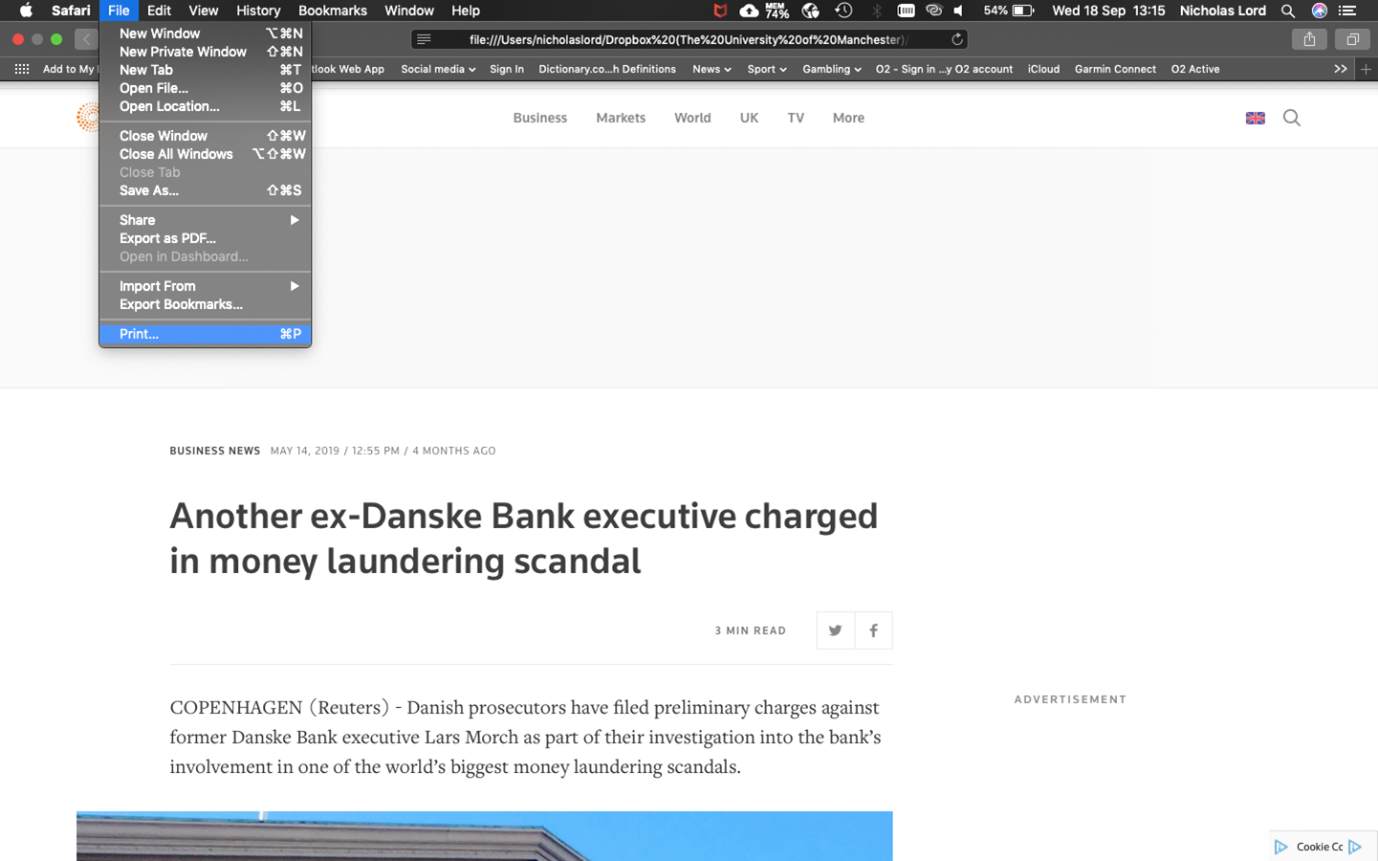 Safari File Edit View History Bookmarks Window Help MEM 74% 54% Wed 18 Sep 13:15 Nicholas Lord
file:///Users/nicholaslord/Dropbox%20(The%20University%20of%20Manchester)/
Add to My tlook Web App Social media Sign In Dictionary.co...h Definitions News Sport Gambling O2 - Sign in ...y O2 account iCloud Garmin Connect O2 Active >> +
New Window ⌥⌘N
New Private Window ⇧⌘N
New Tab ⌘T
Open File... ⌘O
Open Location... ⌘L
Close Window ⇧⌘W
Close All Windows ⌥⇧⌘W
Close Tab
Save As... ⇧⌘S
Share
Export as PDF...
Open in Dashboard...
Import From
Export Bookmarks...
Print... ⌘P
Business Markets World UK TV More
BUSINESS NEWS MAY 14, 2019 / 12:55 PM / 4 MONTHS AGO
Another ex-Danske Bank executive charged
in money laundering scandal
3 MIN READ
COPENHAGEN (Reuters) - Danish prosecutors have filed preliminary charges against
former Danske Bank executive Lars Morch as part of their investigation into the bank's
involvement in one of the world's biggest money laundering scandals.
ADVERTISEMENT
Cookie Cc